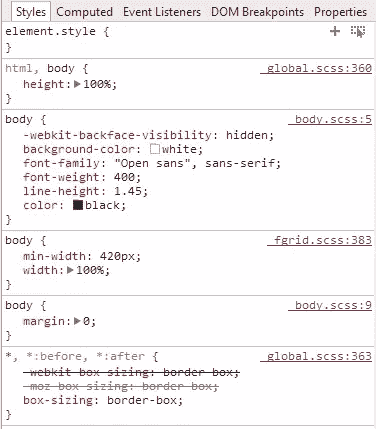 Styles Computed Event Listeners DOM Breakpoints Properties
element.style {
}
html, body { _global.scss:360
height:▶100%;
}
body { _body.scss:5
-webkit-backface-visibility: hidden;
background-color: white;
font-family: "Open sans", sans-serif;
font-weight: 400;
line-height: 1.45;
color: black;
}
body { _fgrid.scss:383
min-width: 420px;
width:▶100%;
}
body { _body.scss:9
margin:▶0;
}
*, *:before, *:after { _global.scss:363
-webkit-box-sizing: border-box;
-moz-box-sizing: border-box;
box-sizing: border-box;
}